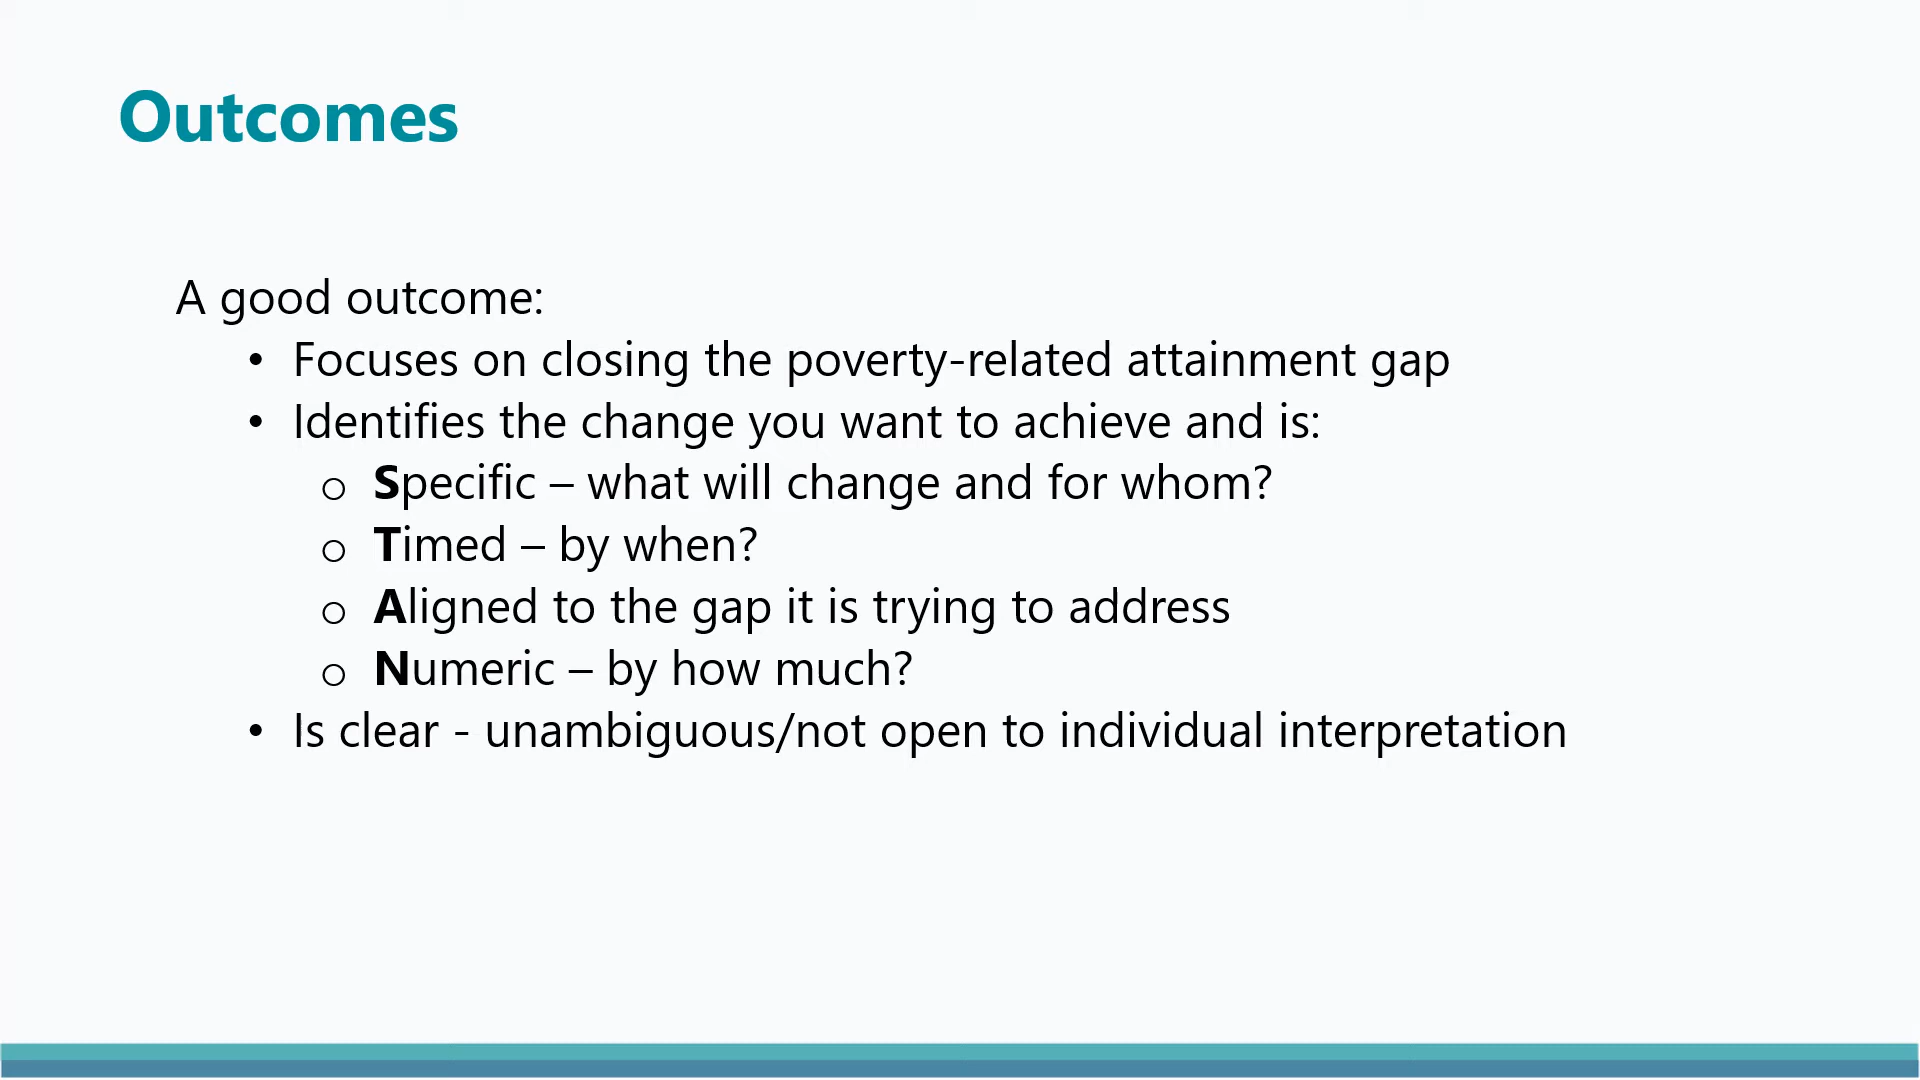 Outcomes
A good outcome:
• Focuses on closing the poverty-related attainment gap
• Identifies the change you want to achieve and is:
o Specific – what will change and for whom?
o Timed – by when?
o Aligned to the gap it is trying to address
o Numeric – by how much?
• Is clear - unambiguous/not open to individual interpretation